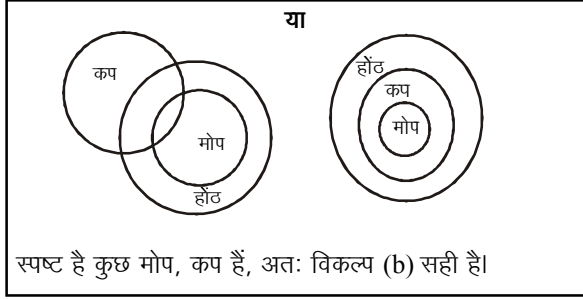 या
कप
मोप
होंठ
होंठ
कप
मोप
स्पष्ट है कुछ मोप, कप हैं, अतः विकल्प (b) सही है।